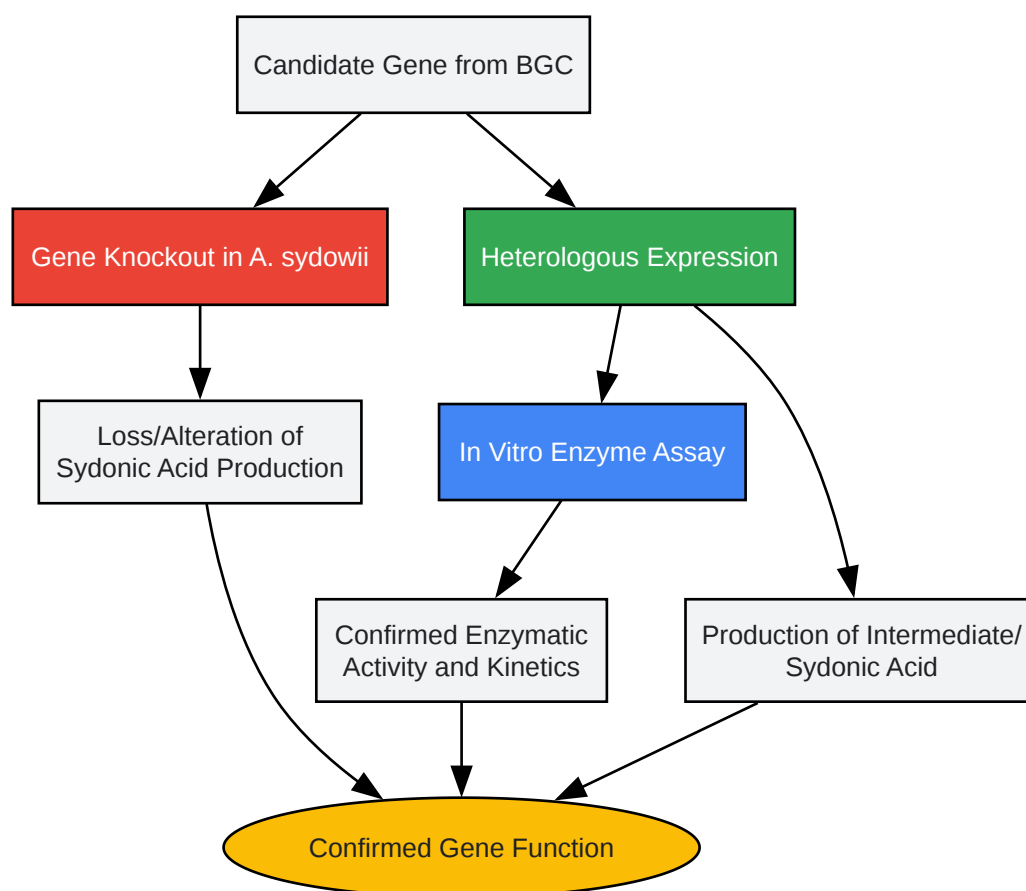 Candidate Gene from BGC
Gene Knockout in A. sydowii
Heterologous Expression
Loss/Alteration of
Sydonic Acid Production
In Vitro Enzyme Assay
Confirmed Enzymatic
Activity and Kinetics
Production of Intermediate/
Sydonic Acid
Confirmed Gene Function